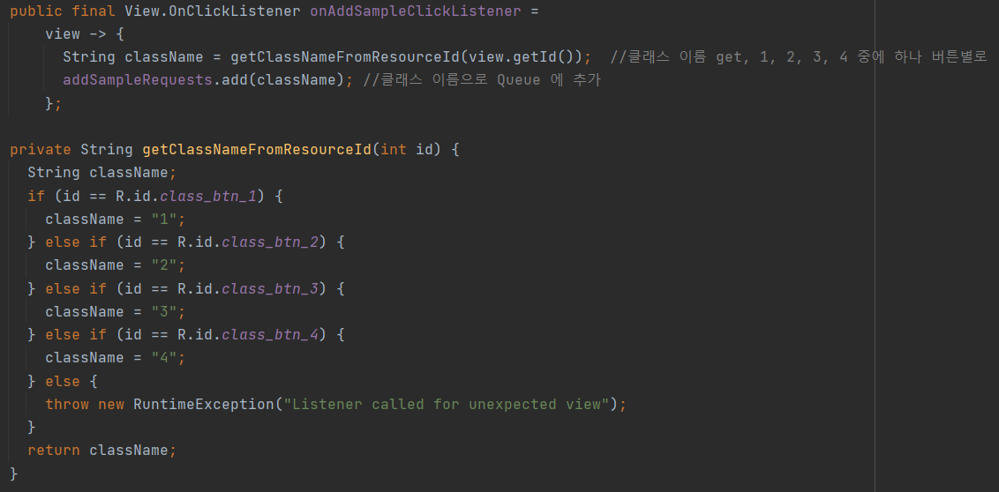 public final View.OnClickListener onAddSampleClickListener =
view -> {
String className = getClassNameFromResourceId(view.getId());  //클래스 이름 get, 1, 2, 3, 4 중에 하나 버튼별로
addSampleRequests.add(className); //클래스 이름으로 Queue 에 추가
};
private String getClassNameFromResourceId(int id) {
String className;
if (id == R.id.class_btn_1) {
className = "1";
} else if (id == R.id.class_btn_2) {
className = "2";
} else if (id == R.id.class_btn_3) {
className = "3";
} else if (id == R.id.class_btn_4) {
className = "4";
} else {
throw new RuntimeException("Listener called for unexpected view");
}
return className;
}